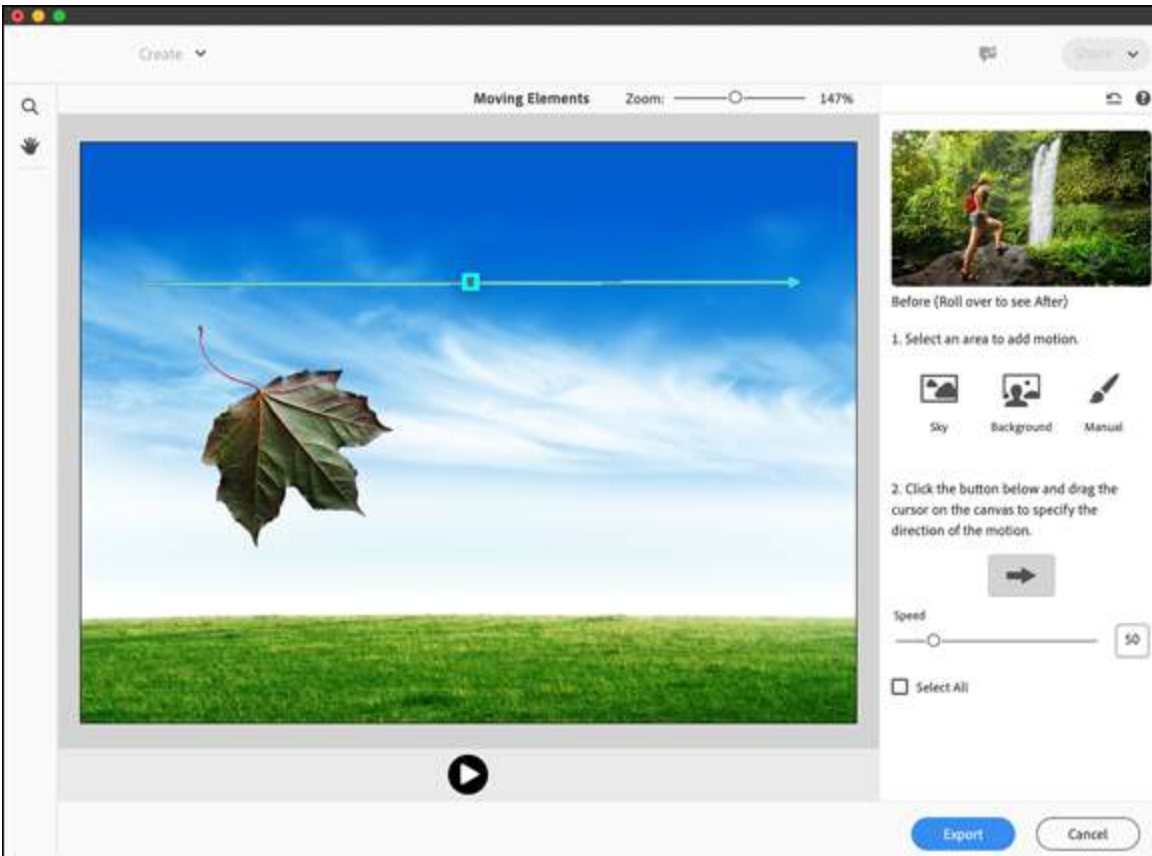 Create
Share
Moving Elements Zoom: 147%
Before (Roll over to see After)
1. Select an area to add motion.
Sky Background Manual
2. Click the button below and drag the
cursor on the canvas to specify the
direction of the motion.
Speed
50
Select All
Export Cancel